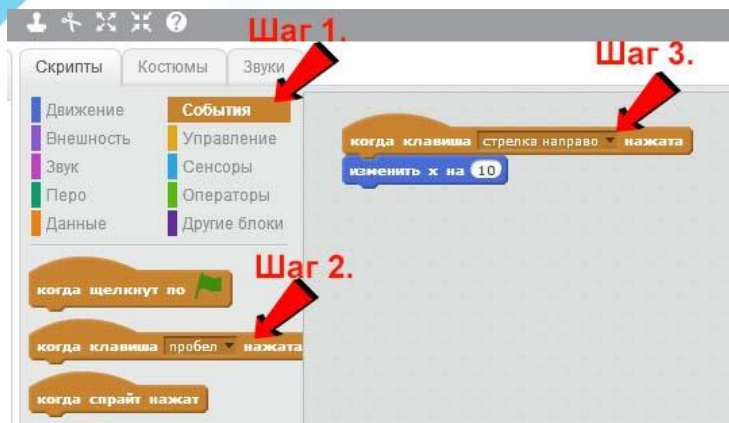 Шаг 1.
Шаг 3.
Скрипты Костюмы Звуки
Движение События
Внешность Управление
Звук Сенсоры
Перо Операторы
Данные Другие блоки
когда клавиша стрелка направо нажата
изменить х на 10
Шаг 2.
когда щелкнут по
когда клавиша пробел нажата
когда спрайт нажат